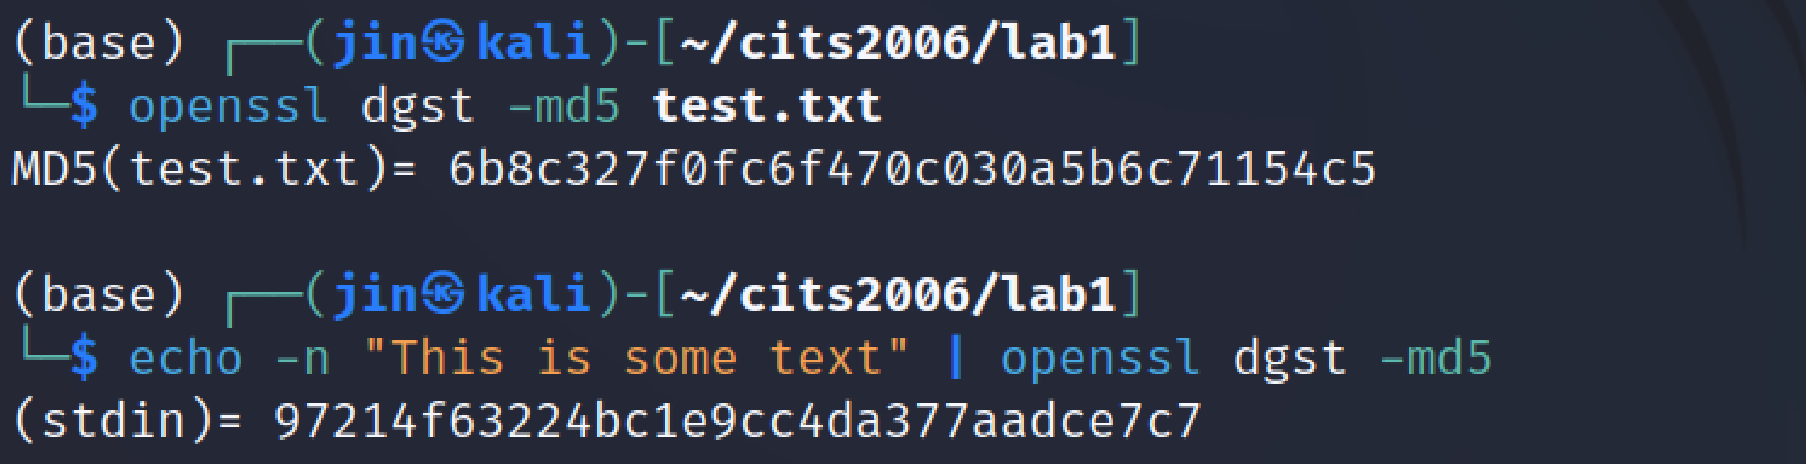 (base) ┌──(jin㉿kali)-[~/cits2006/lab1]
└─$ openssl dgst -md5 test.txt
MD5(test.txt)= 6b8c327f0fc6f470c030a5b6c71154c5
(base) ┌──(jin㉿kali)-[~/cits2006/lab1]
└─$ echo -n "This is some text" | openssl dgst -md5
(stdin)= 97214f63224bc1e9cc4da377aadce7c7